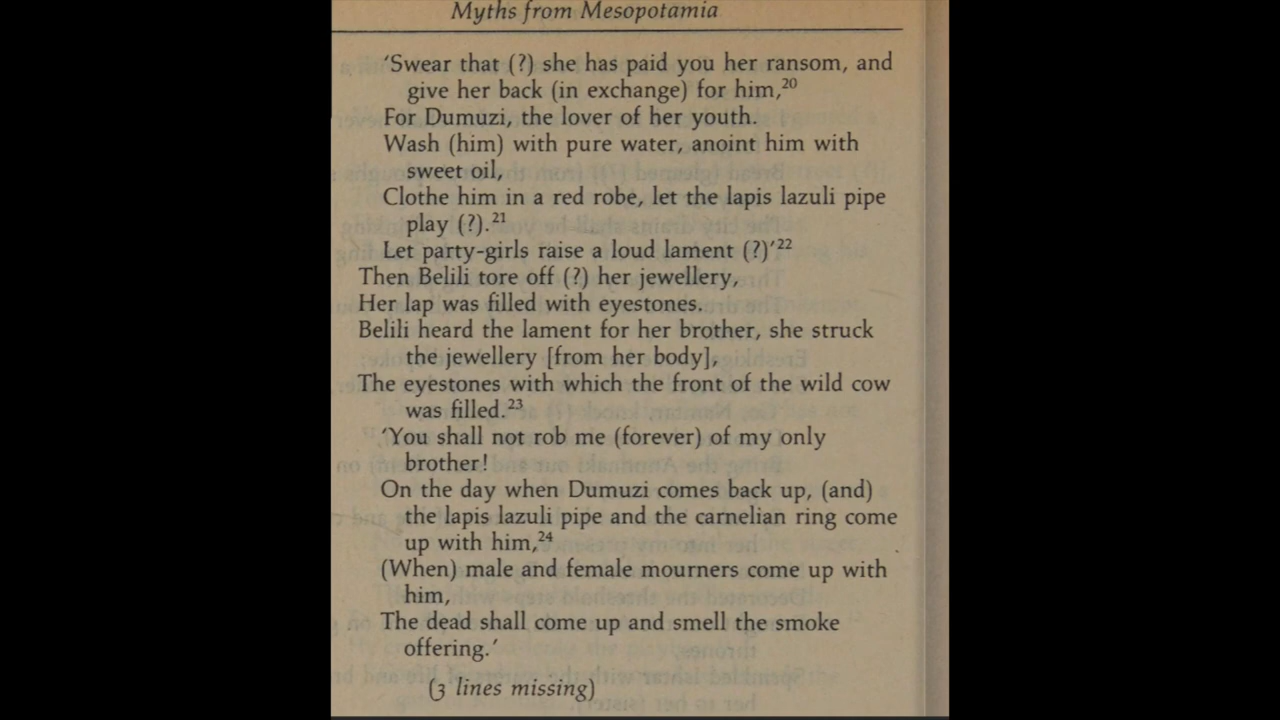 Myths from Mesopotamia
‘Swear that (?) she has paid you her ransom, and
give her back (in exchange) for him,²⁰
For Dumuzi, the lover of her youth.
Wash (him) with pure water, anoint him with
sweet oil,
Clothe him in a red robe, let the lapis lazuli pipe
play (?).²¹
Let party-girls raise a loud lament (?)’²²
Then Belili tore off (?) her jewellery,
Her lap was filled with eyestones.
Belili heard the lament for her brother, she struck
the jewellery [from her body],
The eyestones with which the front of the wild cow
was filled.²³
‘You shall not rob me (forever) of my only
brother!
On the day when Dumuzi comes back up, (and)
the lapis lazuli pipe and the carnelian ring come
up with him,²⁴
(When) male and female mourners come up with
him,
The dead shall come up and smell the smoke
offering.’
(3 lines missing)